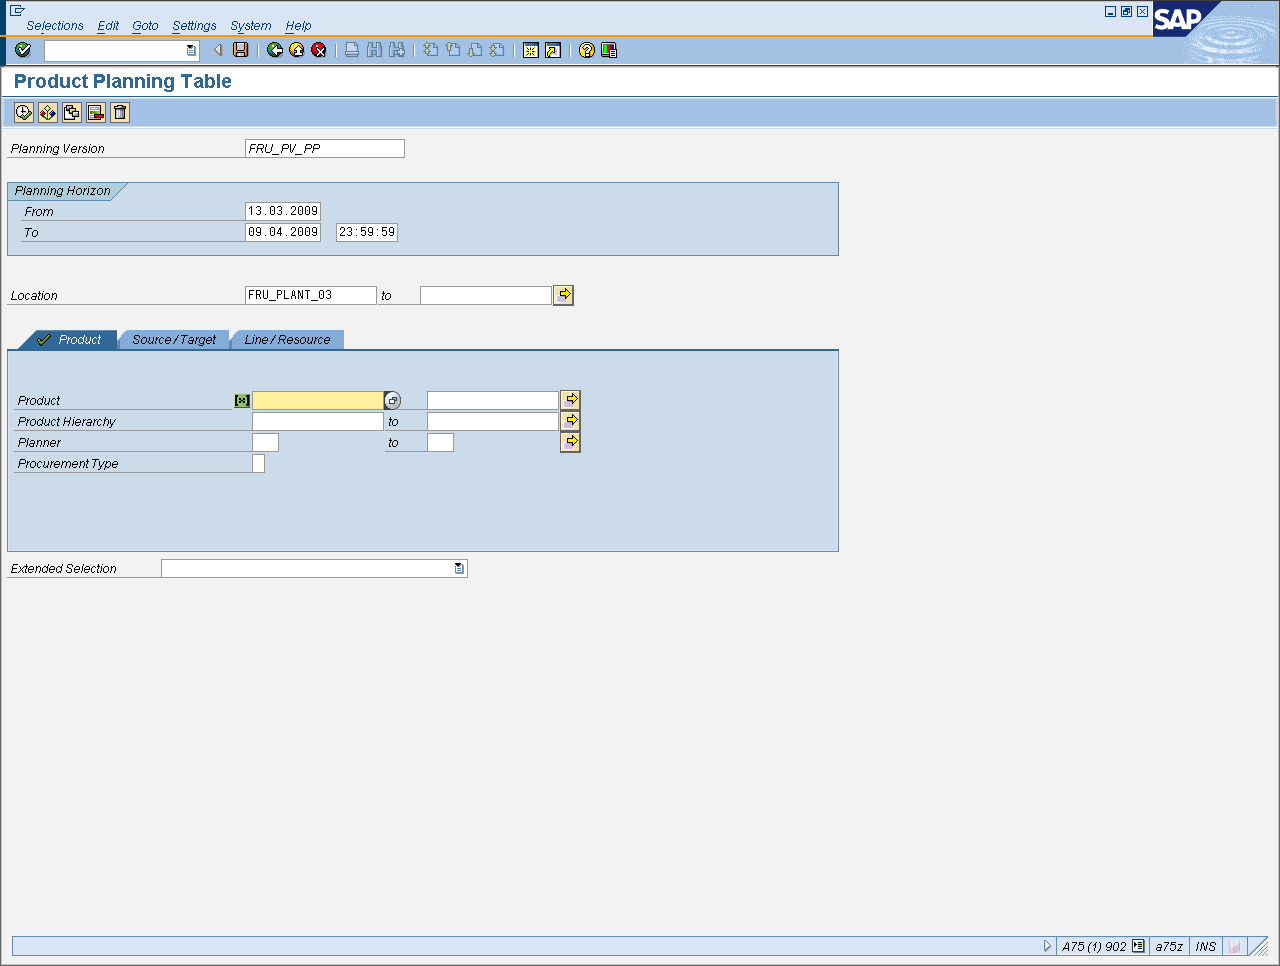 Selections Edit Goto Settings System Help
SAP
Product Planning Table
Planning Version FRU_PV_PP
Planning Horizon
From 13.03.2009
To 09.04.2009 23:59:59
Location FRU_PLANT_03 to
Product Source / Target Line / Resource
Product
Product Hierarchy to
Planner to
Procurement Type
Extended Selection
A75 (1) 902 a75z INS